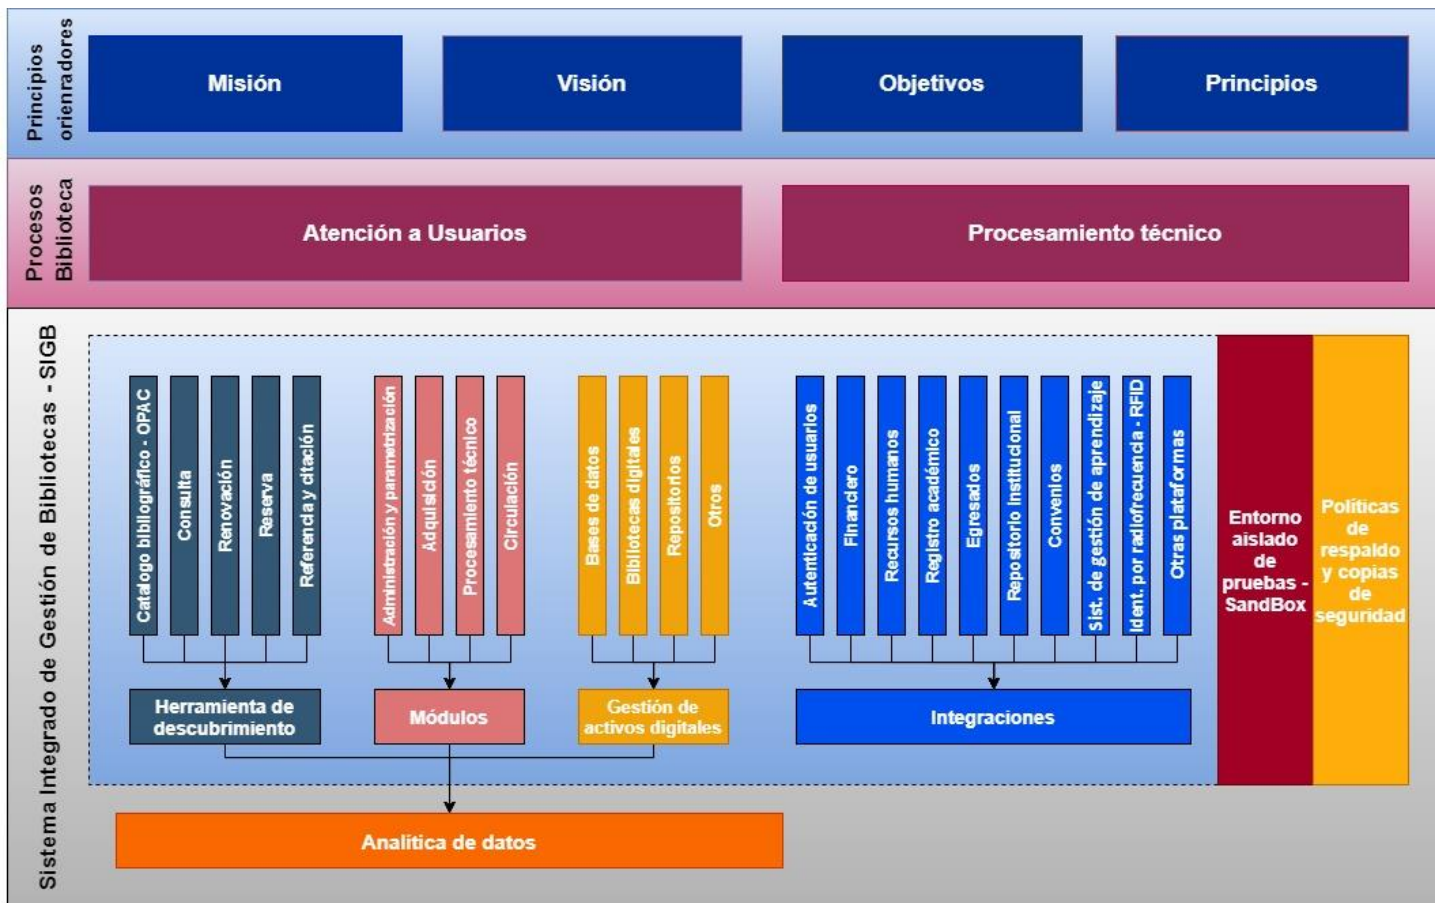 Principios
orienradores
Misión
Visión
Objetivos
Principios
Procesos
Biblioteca
Atención a Usuarios
Procesamiento técnico
Sistema Integrado de Gestión de Bibliotecas - SIGB
Catalogo bibliográfico - OPAC
Consulta
Renovación
Reserva
Referencia y citación
Administración y parametrización
Adquisición
Procesamiento técnico
Circulación
Bases de datos
Bibliotecas digitales
Repositorios
Otros
Autenticación de usuarios
Financiero
Recursos humanos
Registro académico
Egresados
Repositorio institucional
Convenios
Sist. de gestión de aprendizaje
Ident. por radiofrecuencia - RFID
Otras plataformas
Entorno
aislado
de
pruebas -
SandBox
Políticas
de
respaldo
y copias
de
seguridad
Herramienta de
descubrimiento
Módulos
Gestión de
activos digitales
Integraciones
Analítica de datos